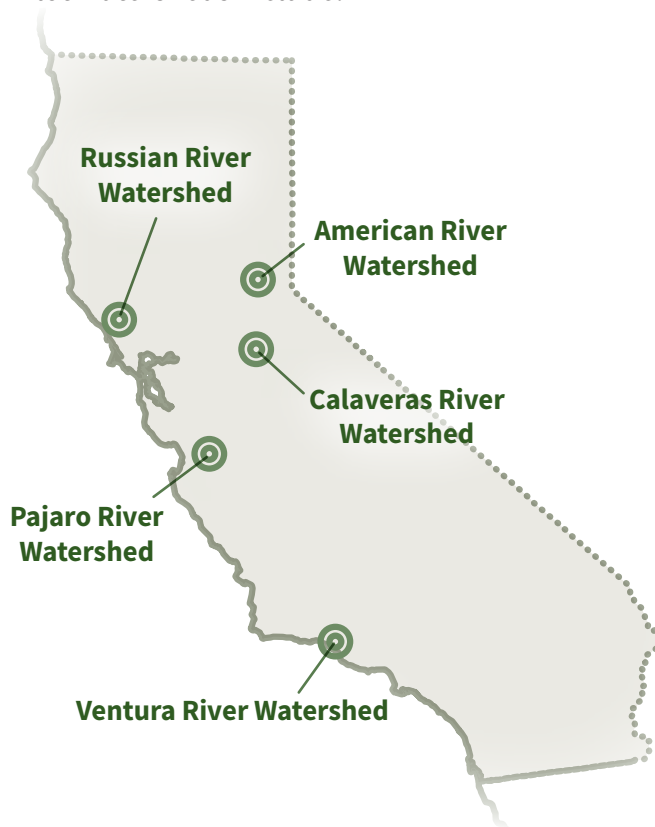 Russian River
Watershed
American River
Watershed
Calaveras River
Watershed
Pajaro River
Watershed
Ventura River Watershed